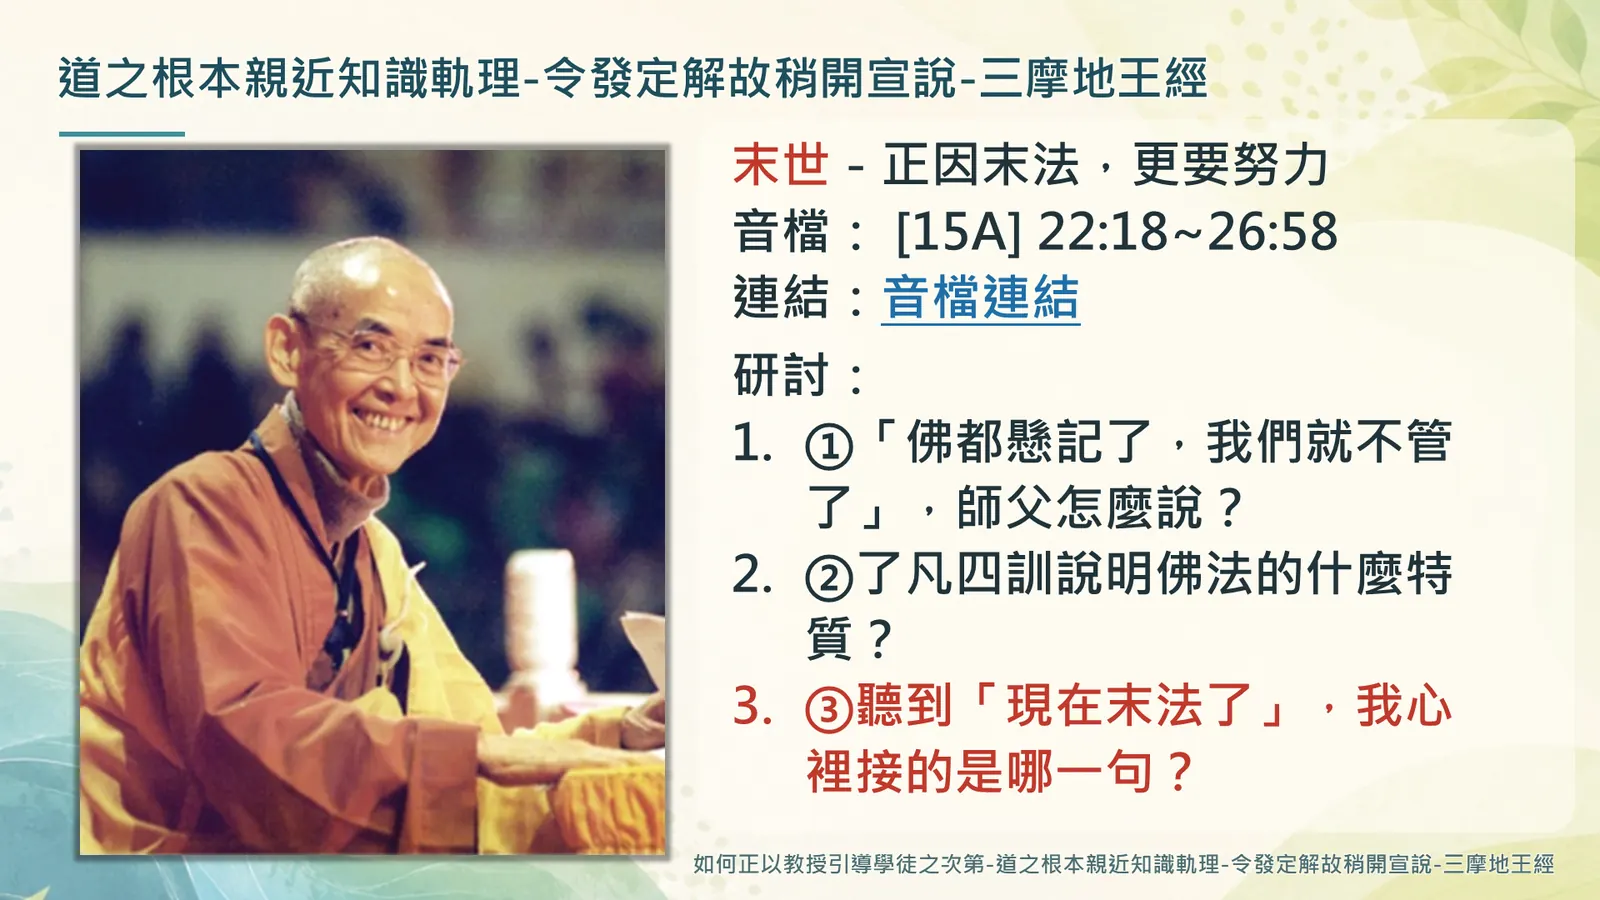 道之根本親近知識軌理-令發定解故稍開宣說-三摩地王經
末世 - 正因末法，更要努力
音檔： [15A] 22:18~26:58
連結：音檔連結
研討：
1. ①「佛都懸記了，我們就不管
了」，師父怎麼說？
2. ②了凡四訓說明佛法的什麼特
質？
3. ③聽到「現在末法了」，我心
裡接的是哪一句？
如何正以教授引導學徒之次第-道之根本親近知識軌理-令發定解故稍開宣說-三摩地王經